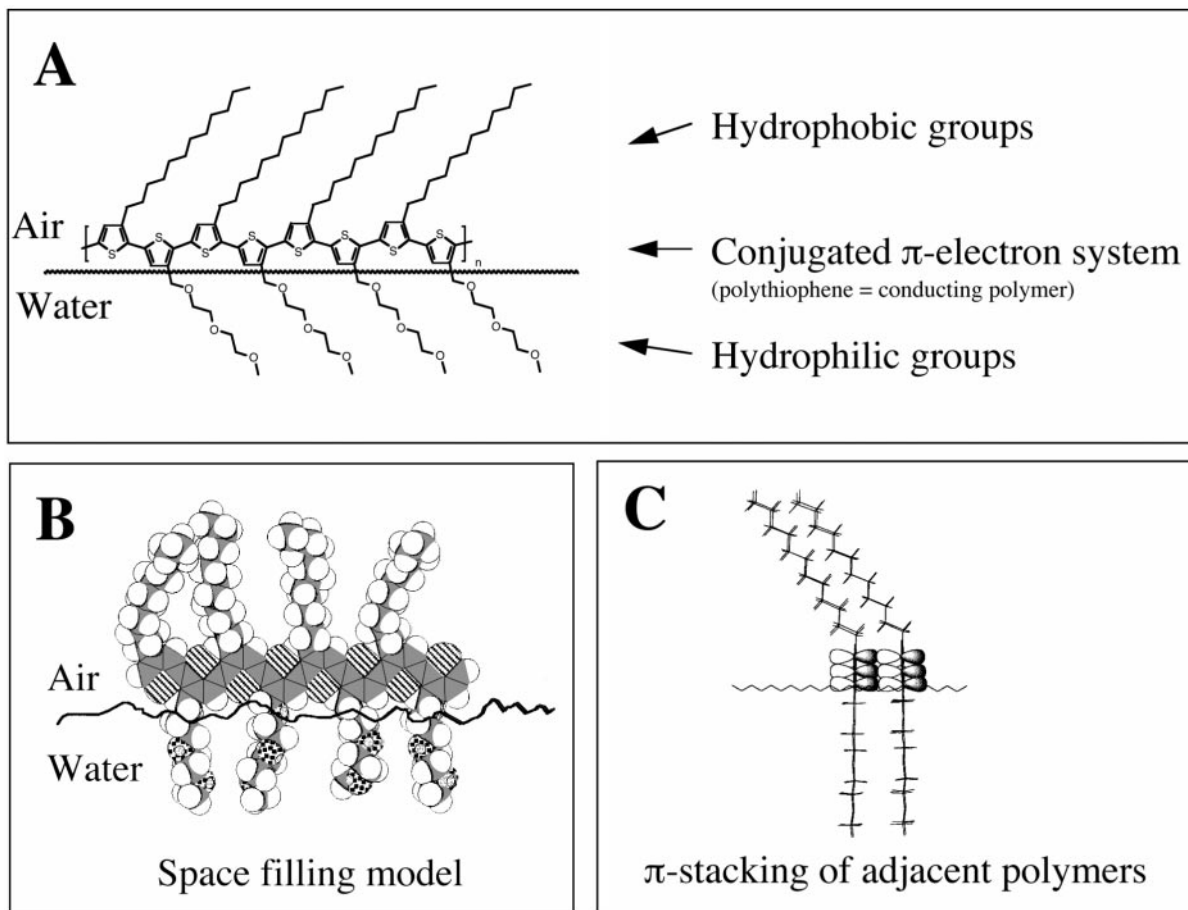 A
Hydrophobic groups
Air
S S S S S S S S
n
Conjugated π-electron system
(polythiophene = conducting polymer)
Water
O O O O
O O O O
O O O O
Hydrophilic groups
B
Air
Water
Space filling model
C
π-stacking of adjacent polymers